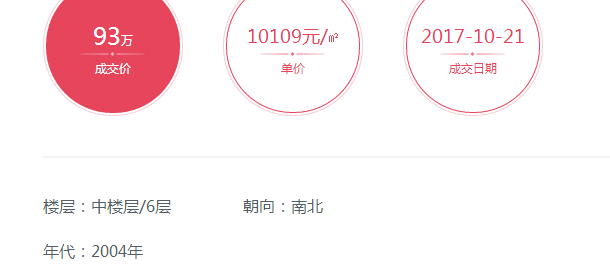 93万
成交价
10109元/㎡
单价
2017-10-21
成交日期
楼层：中楼层/6层
朝向：南北
年代：2004年